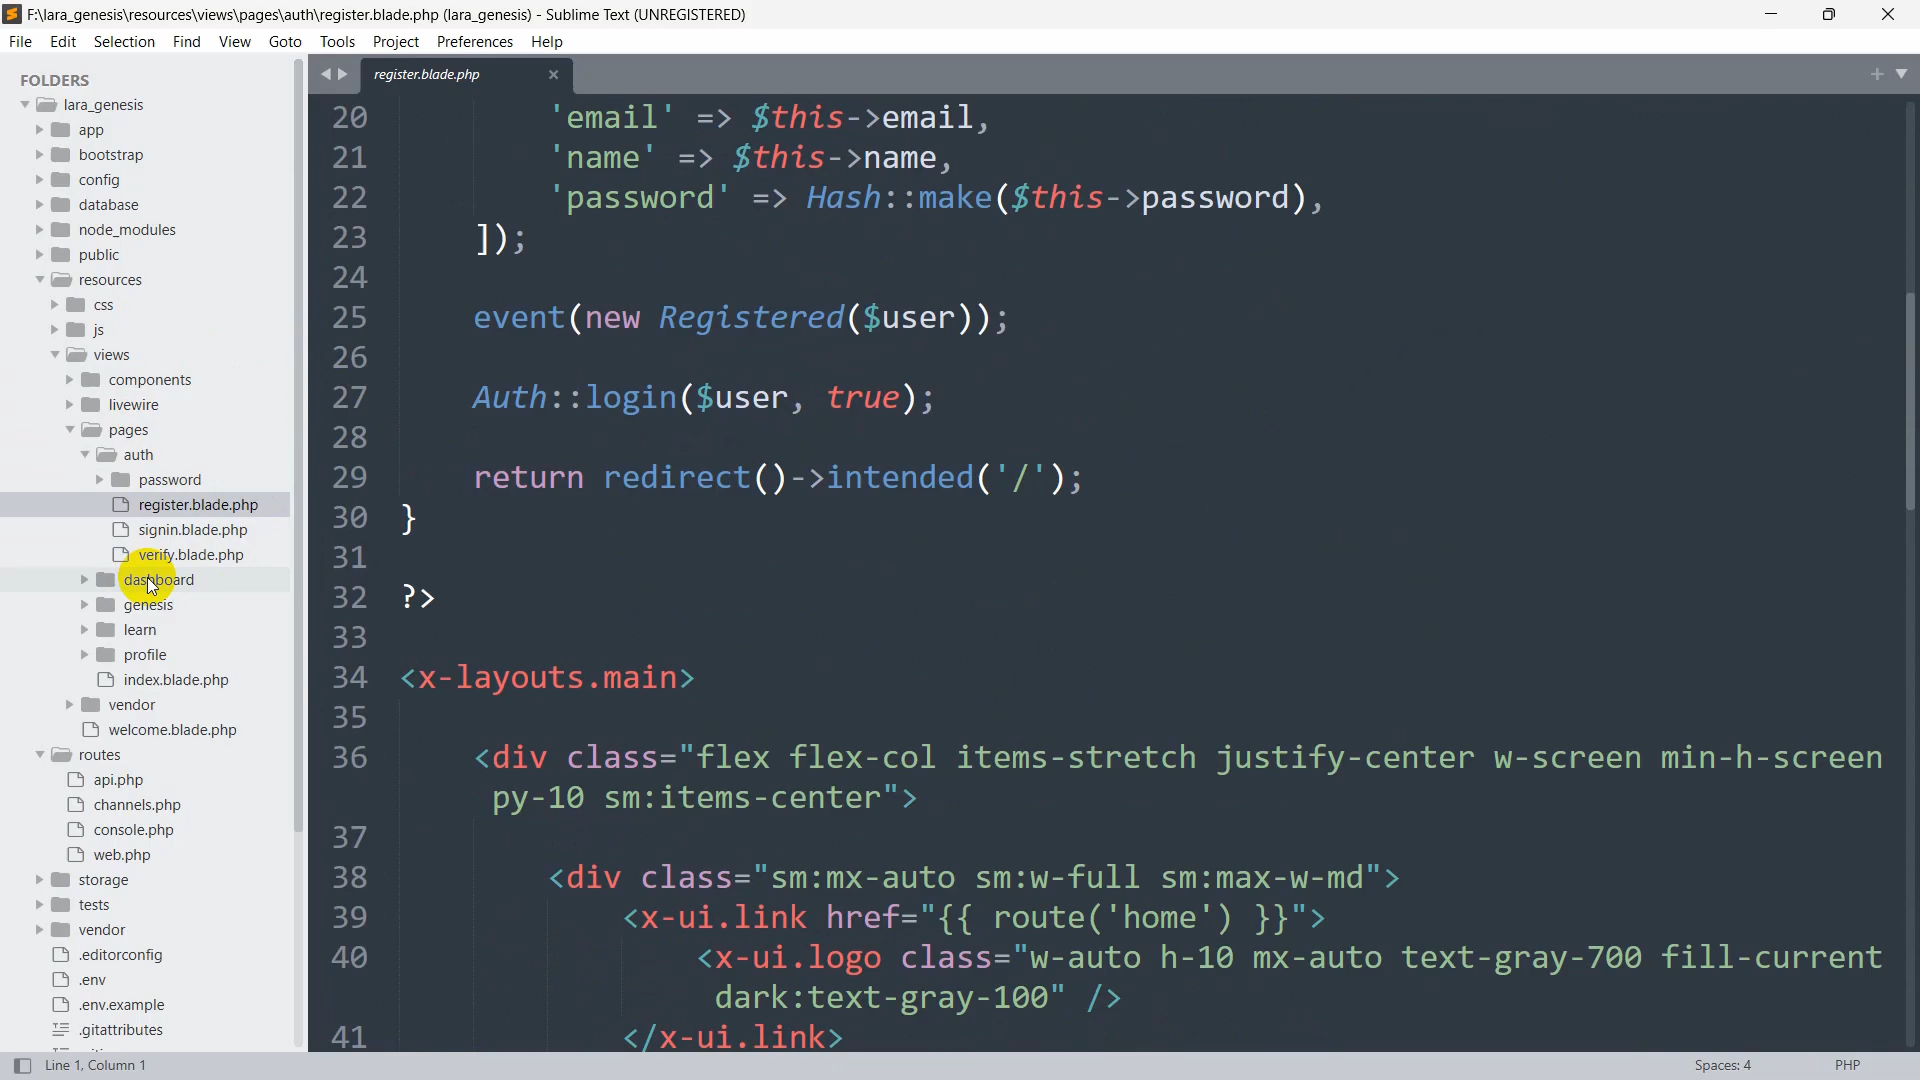 F:\lara_genesis\resources\views\pages\auth\register.blade.php (lara_genesis) - Sublime Text (UNREGISTERED)
File Edit Selection Find View Goto Tools Project Preferences Help
FOLDERS
lara_genesis
app
bootstrap
config
database
node_modules
public
resources
css
js
views
components
livewire
pages
auth
password
register.blade.php
signin.blade.php
verify.blade.php
dashboard
genesis
learn
profile
index.blade.php
vendor
welcome.blade.php
routes
api.php
channels.php
console.php
web.php
storage
tests
vendor
.editorconfig
.env
.env.example
.gitattributes
register.blade.php
20 'email' => $this->email,
21 'name' => $this->name,
22 'password' => Hash::make($this->password),
23 ]);
24
25 event(new Registered($user));
26
27 Auth::login($user, true);
28
29 return redirect()->intended('/');
30 }
31
32 ?>
33
34 <x-layouts.main>
35
36 <div class="flex flex-col items-stretch justify-center w-screen min-h-screen
py-10 sm:items-center">
37
38 <div class="sm:mx-auto sm:w-full sm:max-w-md">
39 <x-ui.link href="{{ route('home') }}">
40 <x-ui.logo class="w-auto h-10 mx-auto text-gray-700 fill-current
dark:text-gray-100" />
41 </x-ui.link>
Line 1, Column 1
Spaces: 4
PHP